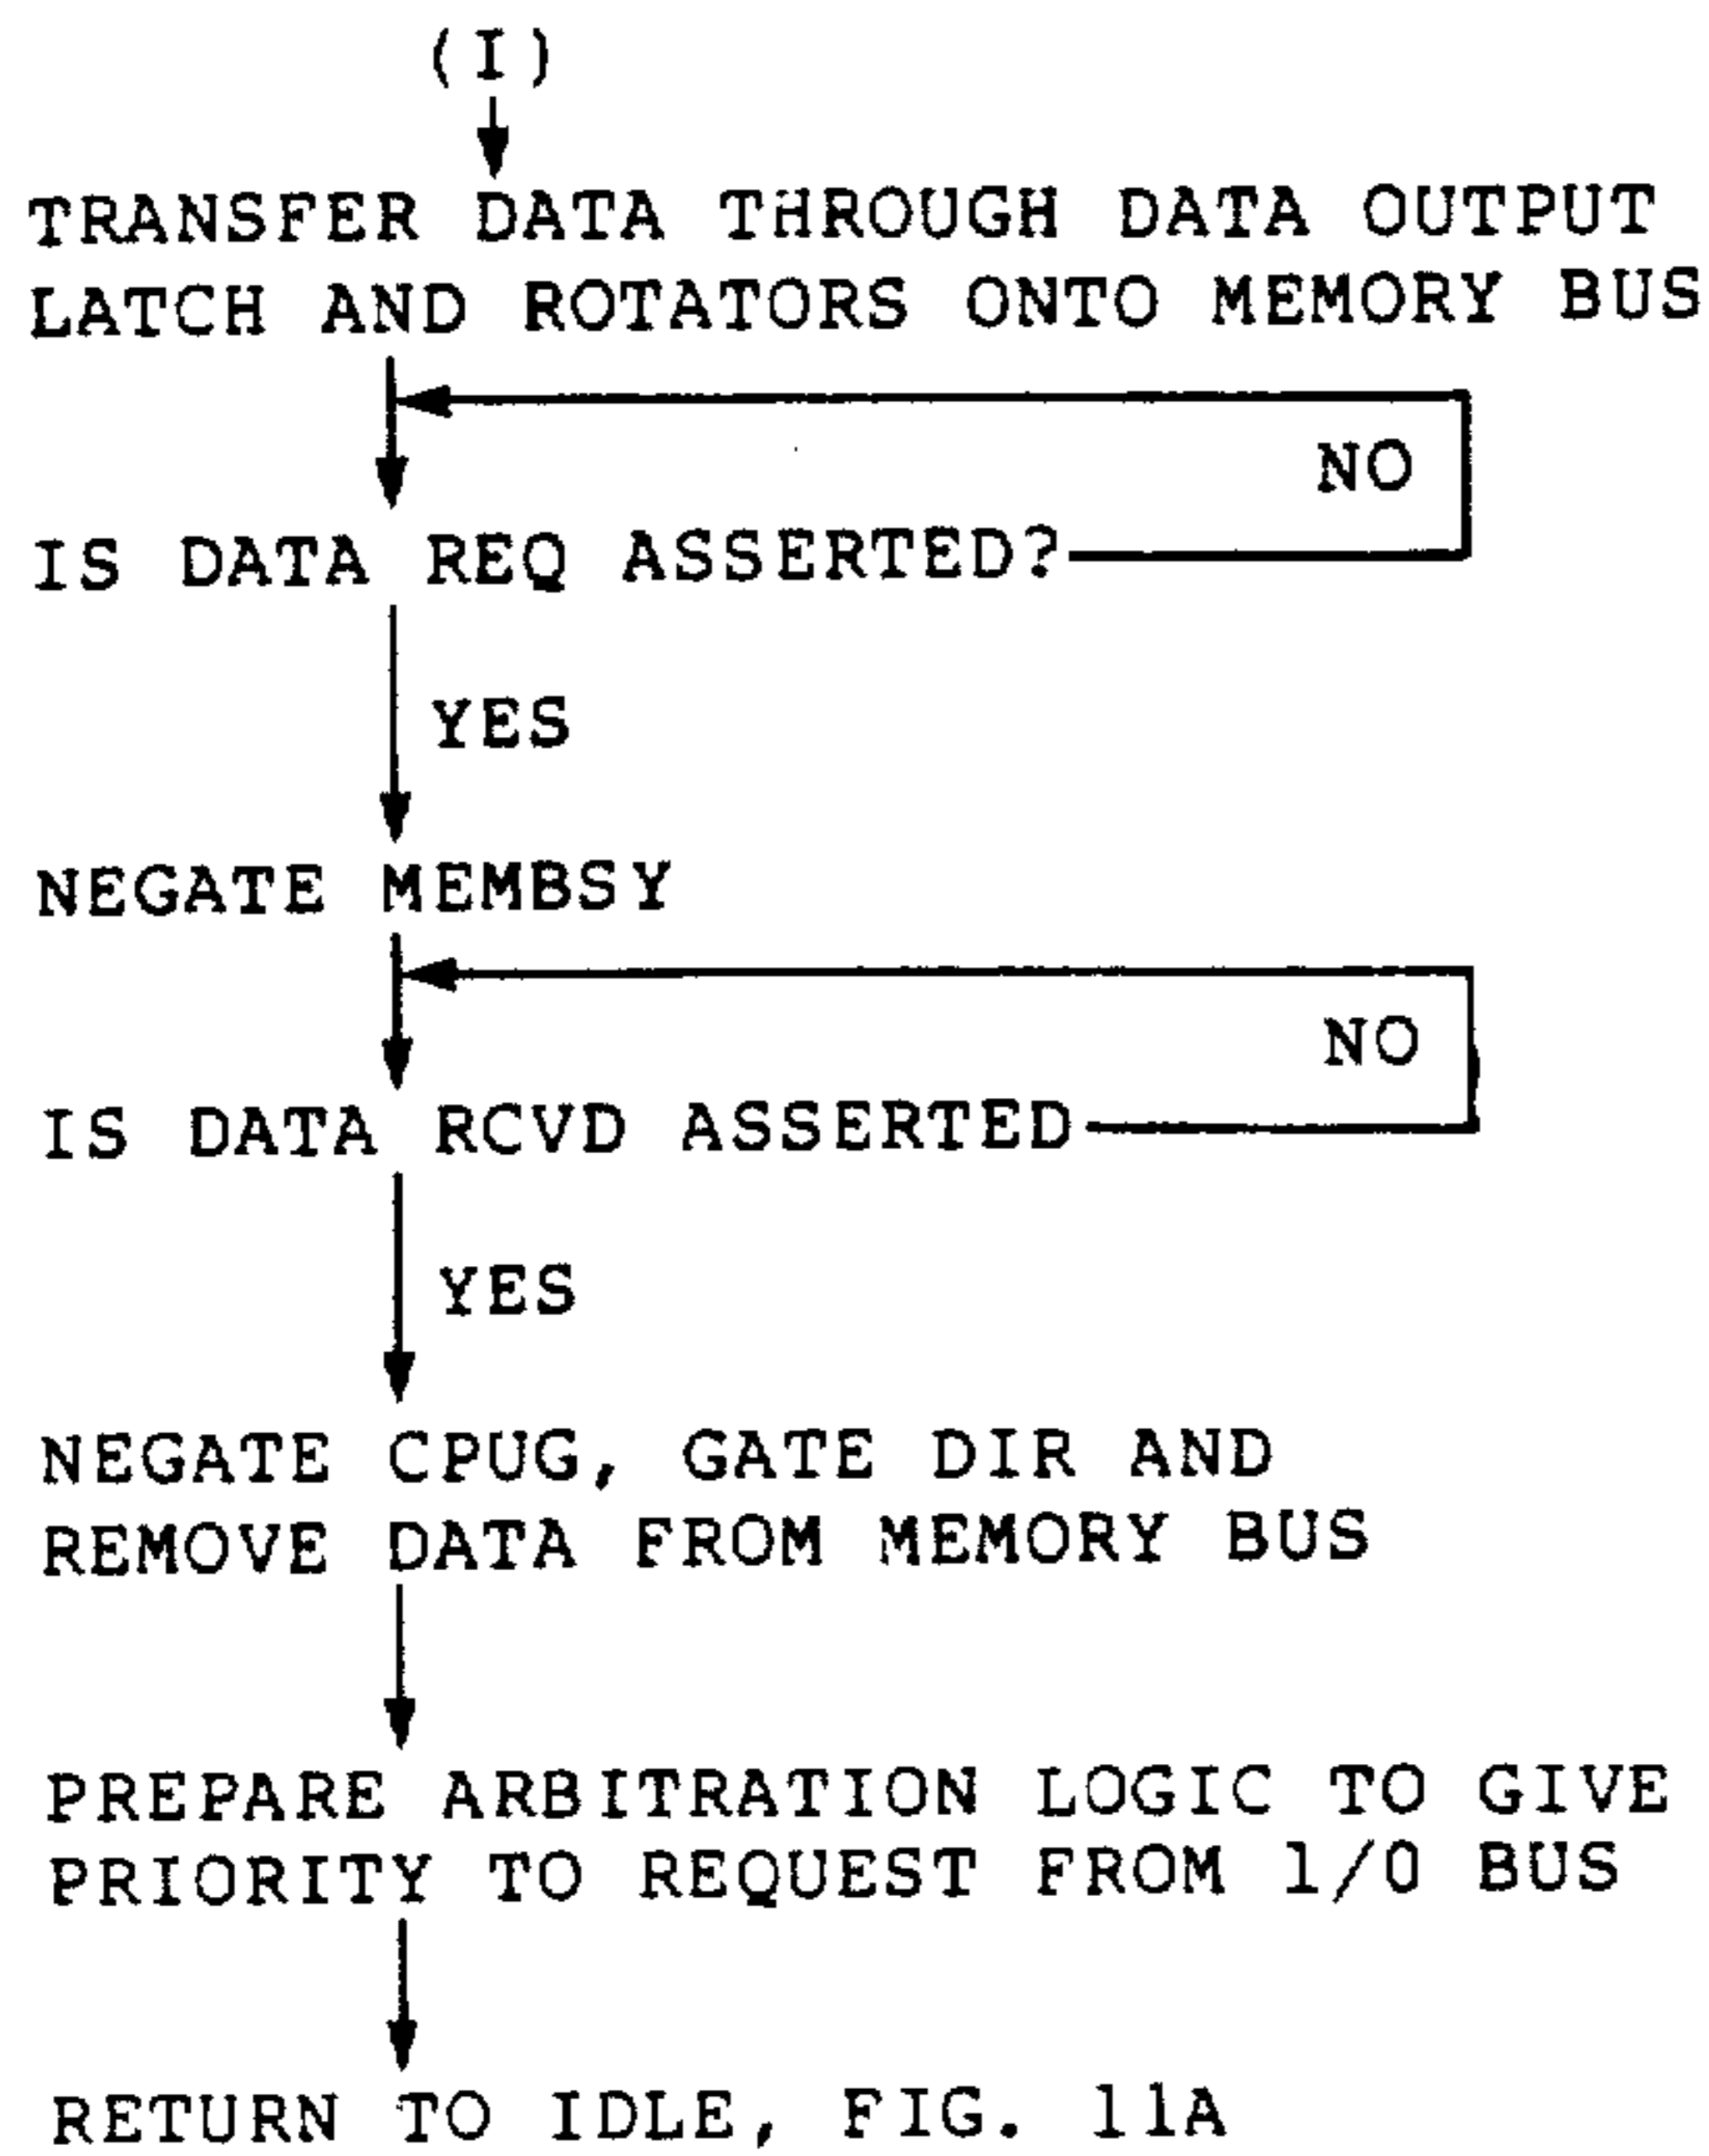 (I)
TRANSFER DATA THROUGH DATA OUTPUT
LATCH AND ROTATORS ONTO MEMORY BUS
NO
IS DATA REQ ASSERTED?
YES
NEGATE MEMBSY
NO
IS DATA RCVD ASSERTED
YES
NEGATE CPUG, GATE DIR AND
REMOVE DATA FROM MEMORY BUS
PREPARE ARBITRATION LOGIC TO GIVE
PRIORITY TO REQUEST FROM 1/0 BUS
RETURN TO IDLE, FIG. 11A